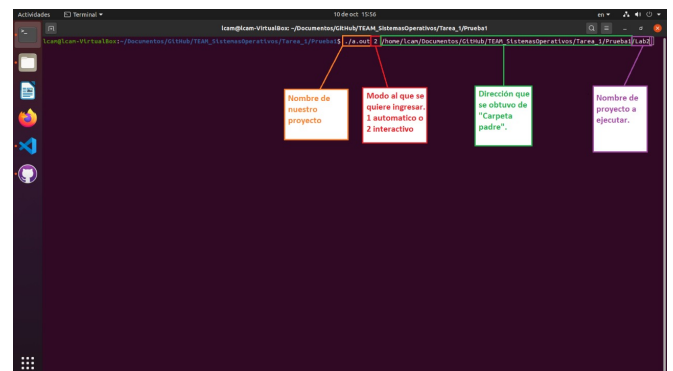 Actividades
Terminal
10 de oct 15:56
en
lcam@lcam-VirtualBox: ~/Documentos/GitHub/TEAM_SistemasOperativos/Tarea_1/Prueba1
lcam@lcam-VirtualBox:~/Documentos/GitHub/TEAM_SistemasOperativos/Tarea_1/Prueba1$ ./a.out 2 /home/lcam/Documentos/GitHub/TEAM_SistemasOperativos/Tarea_1/Prueba1/Lab2
Nombre de
nuestro
proyecto
Modo al que se
quiere ingresar.
1 automatico o
2 interactivo
Dirección que
se obtuvo de
"Carpeta
padre".
Nombre de
proyecto a
ejecutar.